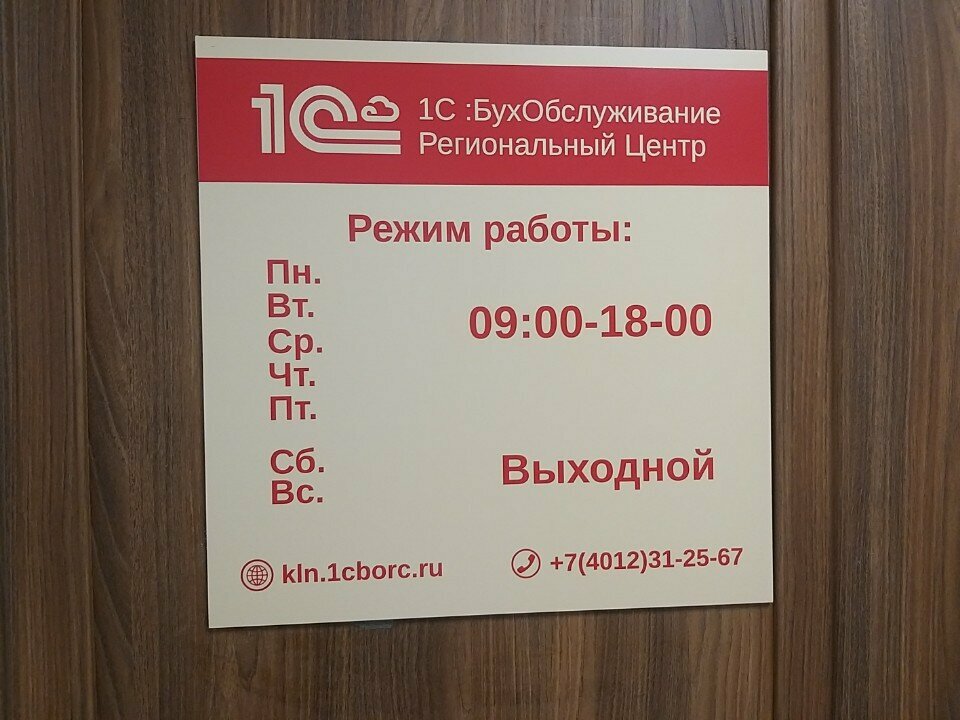 1С 1С :БухОбслуживание
Региональный Центр
Режим работы:
Пн.
Вт.
09:00-18-00
Ср.
Чт.
Пт.
Сб.
Выходной
Вс.
kln.1cborc.ru +7(4012)31-25-67